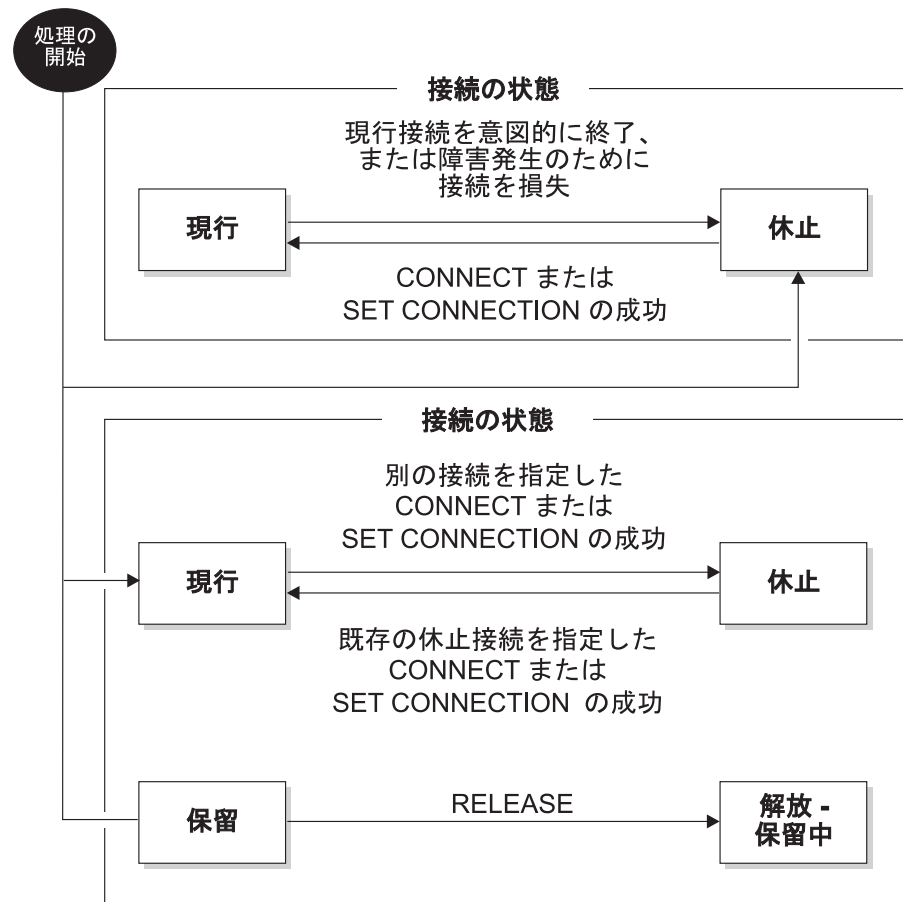 処理の
開始
接続の状態
現行接続を意図的に終了、
または障害発生のために
接続を損失
現行
休止
CONNECT または
SET CONNECTION の成功
接続の状態
別の接続を指定した
CONNECT または
SET CONNECTION の成功
現行
休止
既存の休止接続を指定した
CONNECT または
SET CONNECTION の成功
保留
RELEASE
解放 -
保留中